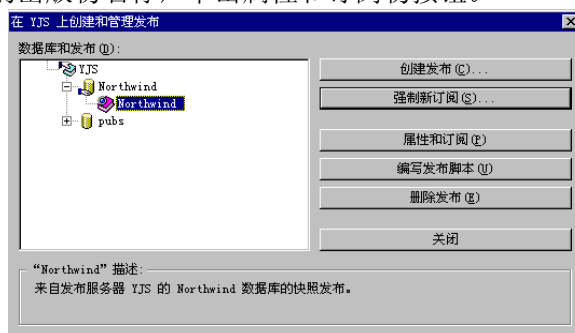 在 YJS 上创建和管理发布
数据库和发布(D):
YJS
Northwind
Northwind
pubs
创建发布(C)...
强制新订阅(S)...
属性和订阅(P)
编写发布脚本(U)
删除发布(E)
关闭
“Northwind”描述:
来自发布服务器 YJS 的 Northwind 数据库的快照发布。